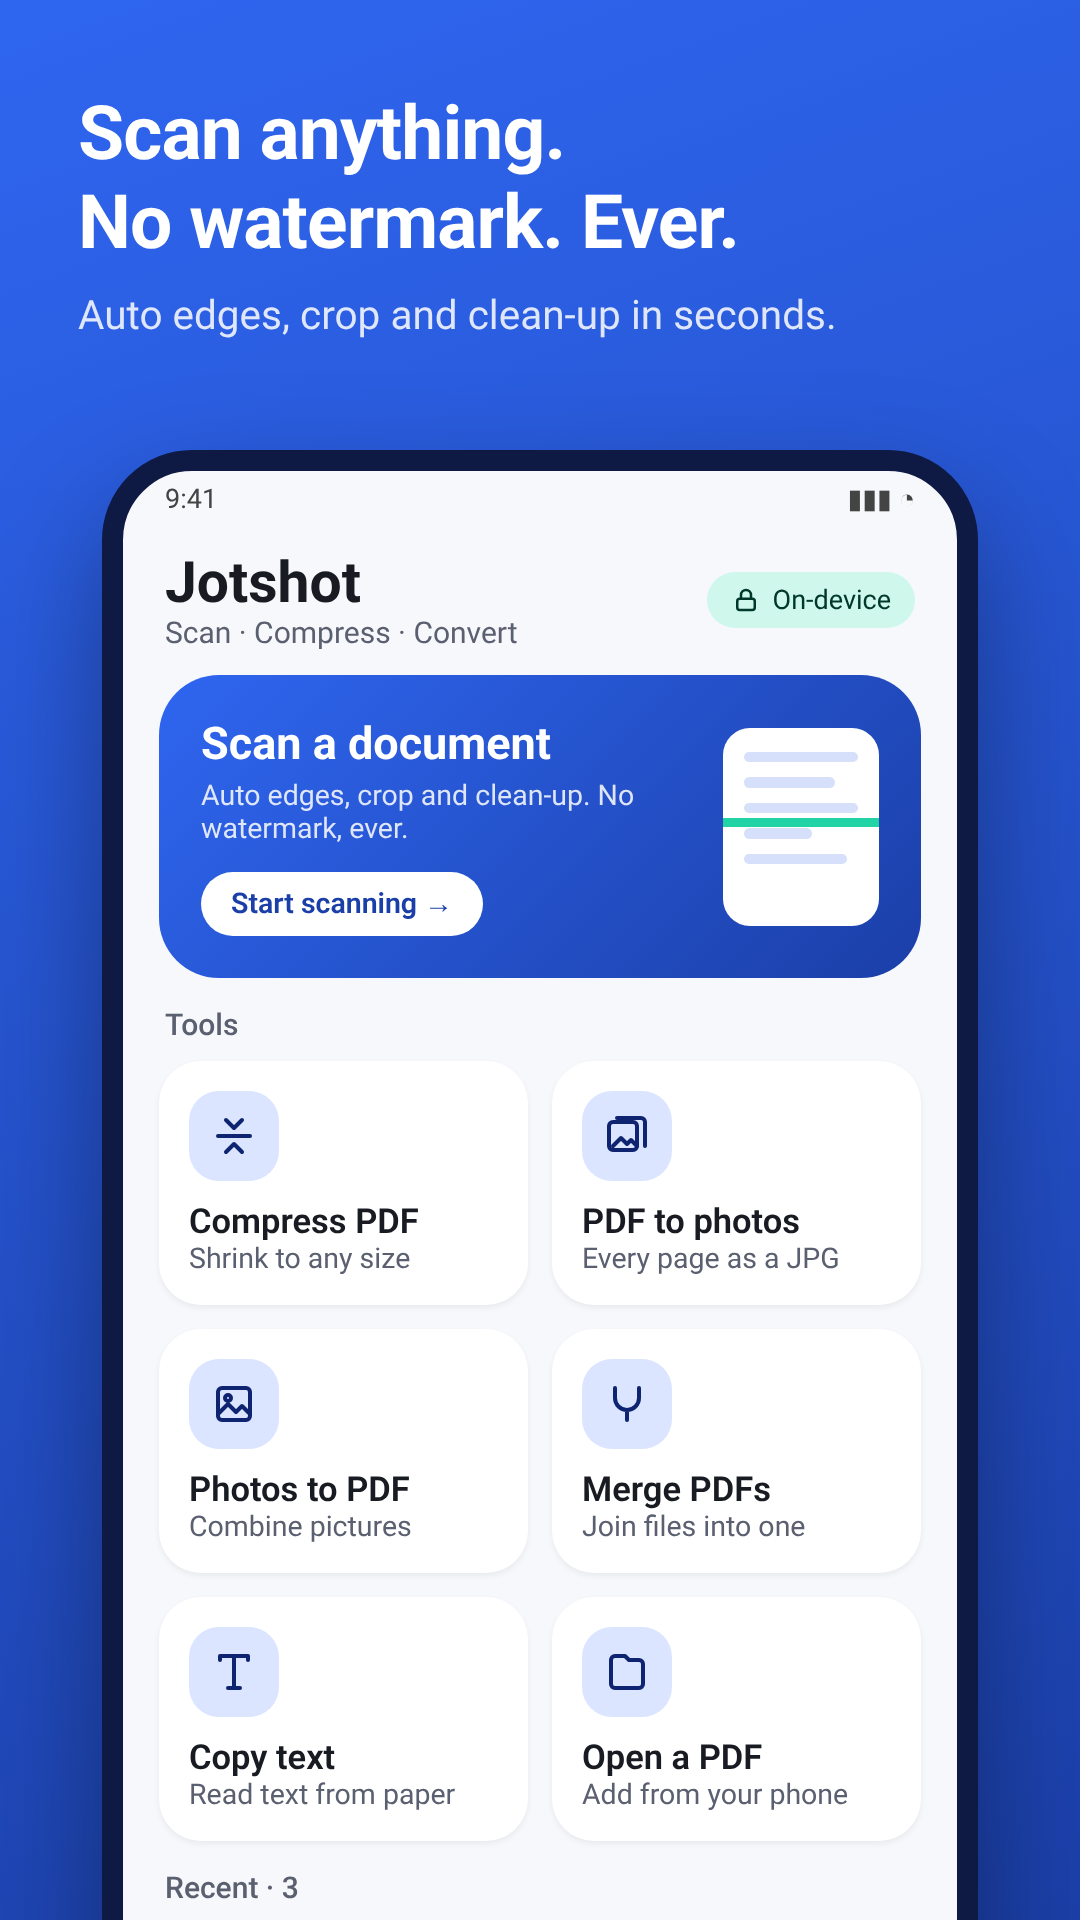 Scan anything.
No watermark. Ever.
Auto edges, crop and clean-up in seconds.
9:41
Jotshot
Scan · Compress · Convert
On-device
Scan a document
Auto edges, crop and clean-up. No
watermark, ever.
Start scanning →
Tools
Compress PDF
Shrink to any size
PDF to photos
Every page as a JPG
Photos to PDF
Combine pictures
Merge PDFs
Join files into one
Copy text
Read text from paper
Open a PDF
Add from your phone
Recent · 3